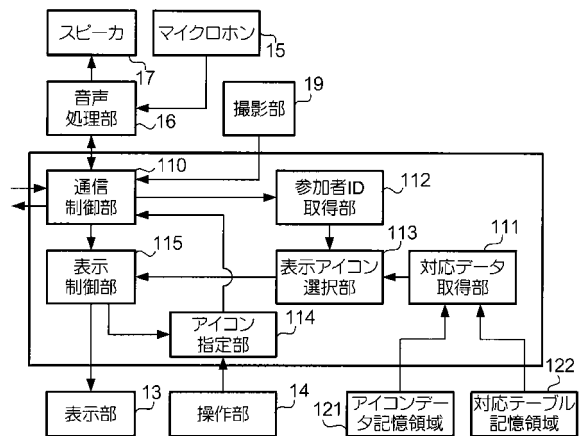 スピーカ
17
マイクロホン
15
音声
処理部
16
撮影部
19
通信
制御部
110
参加者ID
取得部
112
表示
制御部
115
表示アイコン
選択部
113
対応データ
取得部
111
アイコン
指定部
114
表示部
13
操作部
14
アイコンデー
タ記憶領域
121
対応テーブル
記憶領域
122